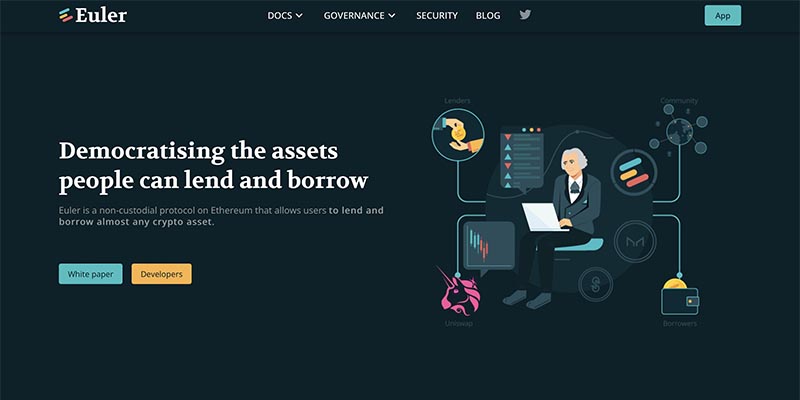 Euler
DOCS
GOVERNANCE
SECURITY
BLOG
App
Lenders
Community
Democratising the assets
people can lend and borrow
Euler is a non-custodial protocol on Ethereum that allows users to lend and
borrow almost any crypto asset.
White paper
Developers
Uniswap
Borrowers